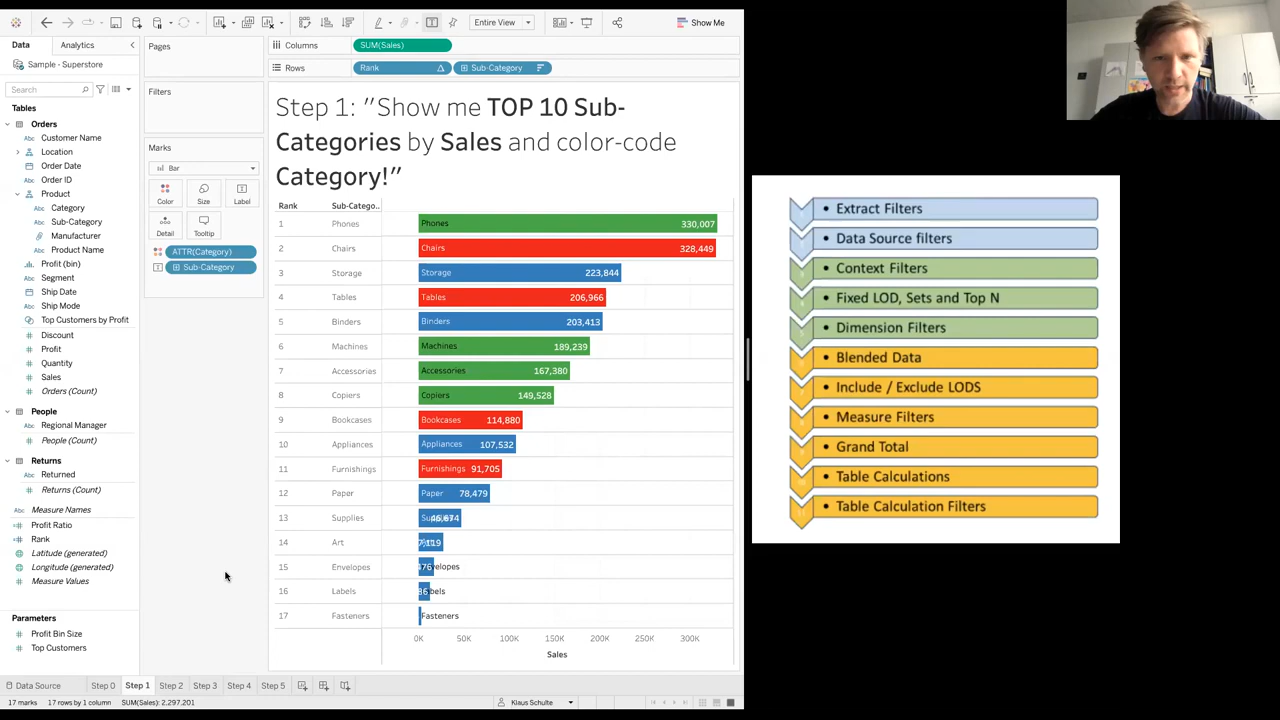 Entire View
Show Me
Data
Analytics
Pages
Columns
SUM(Sales)
Sample - Superstore
Rows
Rank
Sub-Category
Search
Filters
Tables
Orders
Customer Name
Location
Order Date
Order ID
Product
Category
Sub-Category
Manufacturer
Product Name
Profit (bin)
Segment
Ship Date
Ship Mode
Top Customers by Profit
Discount
Profit
Quantity
Sales
Orders (Count)
People
Regional Manager
People (Count)
Returns
Returned
Returns (Count)
Measure Names
Profit Ratio
Rank
Latitude (generated)
Longitude (generated)
Measure Values
Parameters
Profit Bin Size
Top Customers
Marks
Bar
Color
Size
Label
Detail
Tooltip
ATTR(Category)
Sub-Category
Step 1: "Show me TOP 10 Sub-
Categories by Sales and color-code
Category!"
Rank Sub-Catego..
1 Phones Phones 330,007
2 Chairs Chairs 328,449
3 Storage Storage 223,844
4 Tables Tables 206,966
5 Binders Binders 203,413
6 Machines Machines 189,239
7 Accessories Accessories 167,380
8 Copiers Copiers 149,528
9 Bookcases Bookcases 114,880
10 Appliances Appliances 107,532
11 Furnishings Furnishings 91,705
12 Paper Paper 78,479
13 Supplies
14 Art
15 Envelopes
16 Labels
17 Fasteners Fasteners
0K 50K 100K 150K 200K 250K 300K
Sales
Data Source Step 0 Step 1 Step 2 Step 3 Step 4 Step 5
17 marks 17 rows by 1 column SUM(Sales): 2.297.201 Klaus Schulte
• Extract Filters
• Data Source filters
• Context Filters
• Fixed LOD, Sets and Top N
• Dimension Filters
• Blended Data
• Include / Exclude LODS
• Measure Filters
• Grand Total
• Table Calculations
• Table Calculation Filters